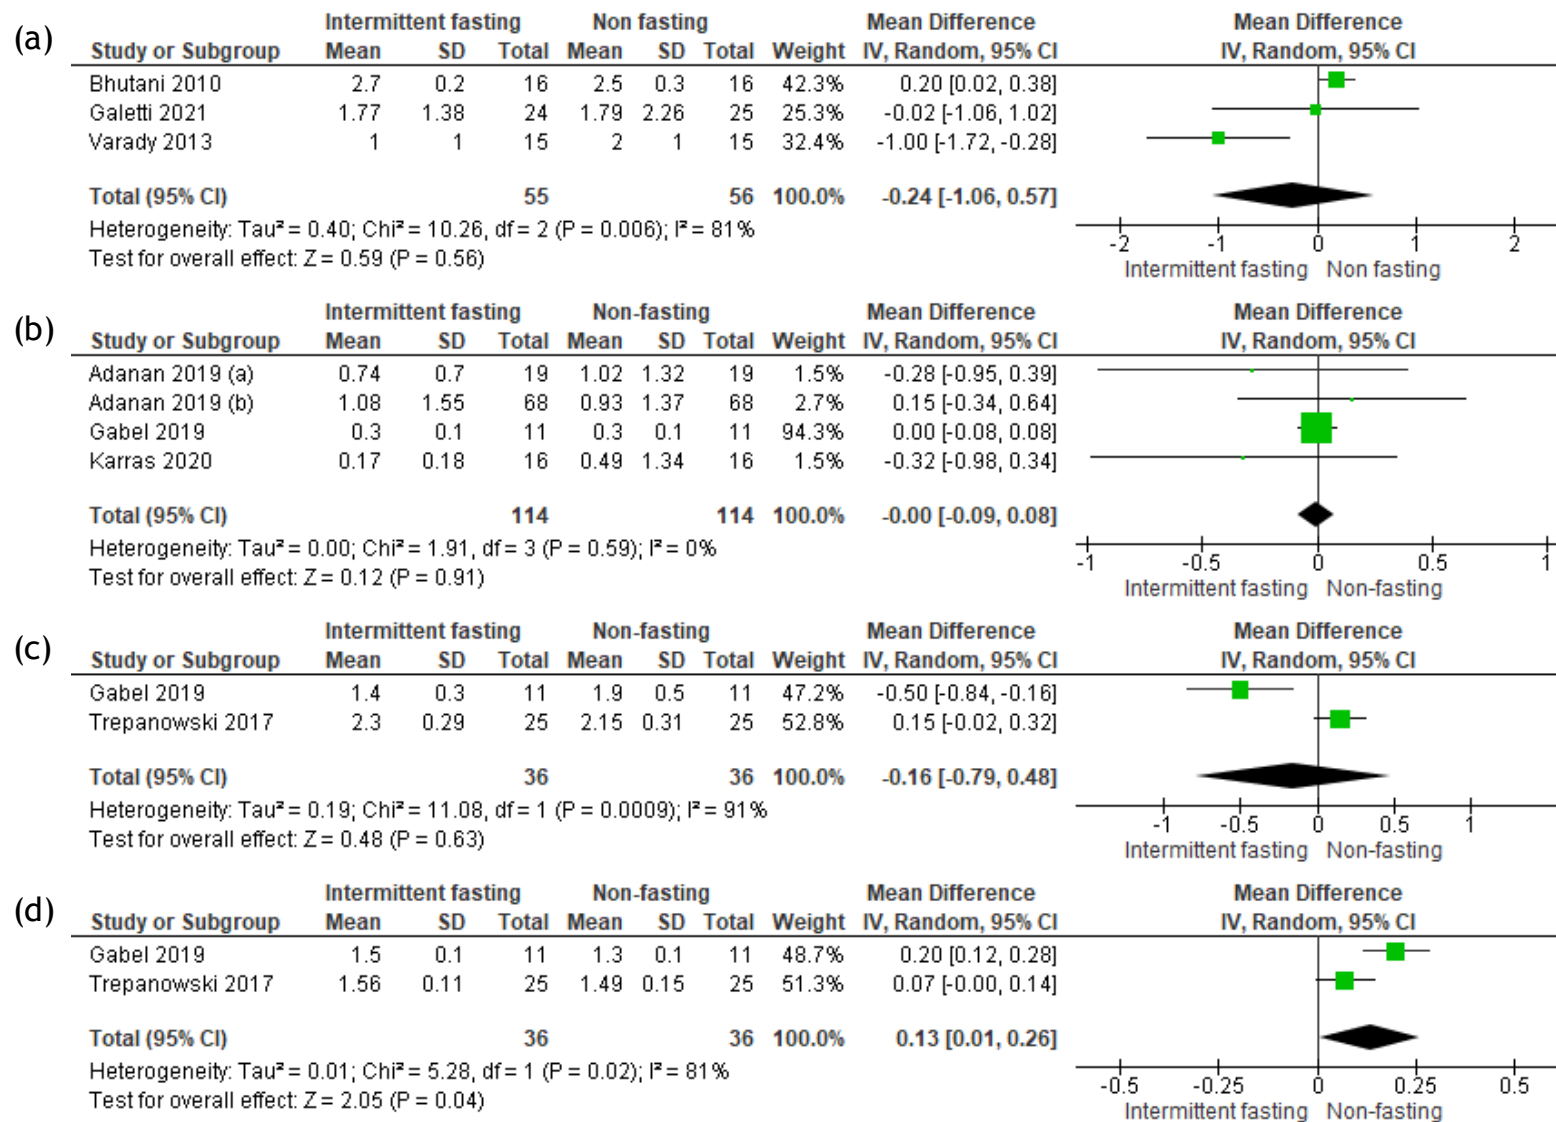 (a)
Intermittent fasting Non fasting Mean Difference Mean Difference
Study or Subgroup Mean SD Total Mean SD Total Weight IV, Random, 95% CI IV, Random, 95% CI
Bhutani 2010 2.7 0.2 16 2.5 0.3 16 42.3% 0.20 [0.02, 0.38]
Galetti 2021 1.77 1.38 24 1.79 2.26 25 25.3% -0.02 [-1.06, 1.02]
Varady 2013 1 1 15 2 1 15 32.4% -1.00 [-1.72, -0.28]
Total (95% CI) 55 56 100.0% -0.24 [-1.06, 0.57]
Heterogeneity: Tau² = 0.40; Chi² = 10.26, df = 2 (P = 0.006); I² = 81%
Test for overall effect: Z = 0.59 (P = 0.56)
-2 -1 0 1 2
Intermittent fasting Non fasting
(b)
Intermittent fasting Non-fasting Mean Difference Mean Difference
Study or Subgroup Mean SD Total Mean SD Total Weight IV, Random, 95% CI IV, Random, 95% CI
Adanan 2019 (a) 0.74 0.7 19 1.02 1.32 19 1.5% -0.28 [-0.95, 0.39]
Adanan 2019 (b) 1.08 1.55 68 0.93 1.37 68 2.7% 0.15 [-0.34, 0.64]
Gabel 2019 0.3 0.1 11 0.3 0.1 11 94.3% 0.00 [-0.08, 0.08]
Karras 2020 0.17 0.18 16 0.49 1.34 16 1.5% -0.32 [-0.98, 0.34]
Total (95% CI) 114 114 100.0% -0.00 [-0.09, 0.08]
Heterogeneity: Tau² = 0.00; Chi² = 1.91, df = 3 (P = 0.59); I² = 0%
Test for overall effect: Z = 0.12 (P = 0.91)
-1 -0.5 0 0.5 1
Intermittent fasting Non-fasting
(c)
Intermittent fasting Non-fasting Mean Difference Mean Difference
Study or Subgroup Mean SD Total Mean SD Total Weight IV, Random, 95% CI IV, Random, 95% CI
Gabel 2019 1.4 0.3 11 1.9 0.5 11 47.2% -0.50 [-0.84, -0.16]
Trepanowski 2017 2.3 0.29 25 2.15 0.31 25 52.8% 0.15 [-0.02, 0.32]
Total (95% CI) 36 36 100.0% -0.16 [-0.79, 0.48]
Heterogeneity: Tau² = 0.19; Chi² = 11.08, df = 1 (P = 0.0009); I² = 91%
Test for overall effect: Z = 0.48 (P = 0.63)
-1 -0.5 0 0.5 1
Intermittent fasting Non-fasting
(d)
Intermittent fasting Non-fasting Mean Difference Mean Difference
Study or Subgroup Mean SD Total Mean SD Total Weight IV, Random, 95% CI IV, Random, 95% CI
Gabel 2019 1.5 0.1 11 1.3 0.1 11 48.7% 0.20 [0.12, 0.28]
Trepanowski 2017 1.56 0.11 25 1.49 0.15 25 51.3% 0.07 [-0.00, 0.14]
Total (95% CI) 36 36 100.0% 0.13 [0.01, 0.26]
Heterogeneity: Tau² = 0.01; Chi² = 5.28, df = 1 (P = 0.02); I² = 81%
Test for overall effect: Z = 2.05 (P = 0.04)
-0.5 -0.25 0 0.25 0.5
Intermittent fasting Non-fasting